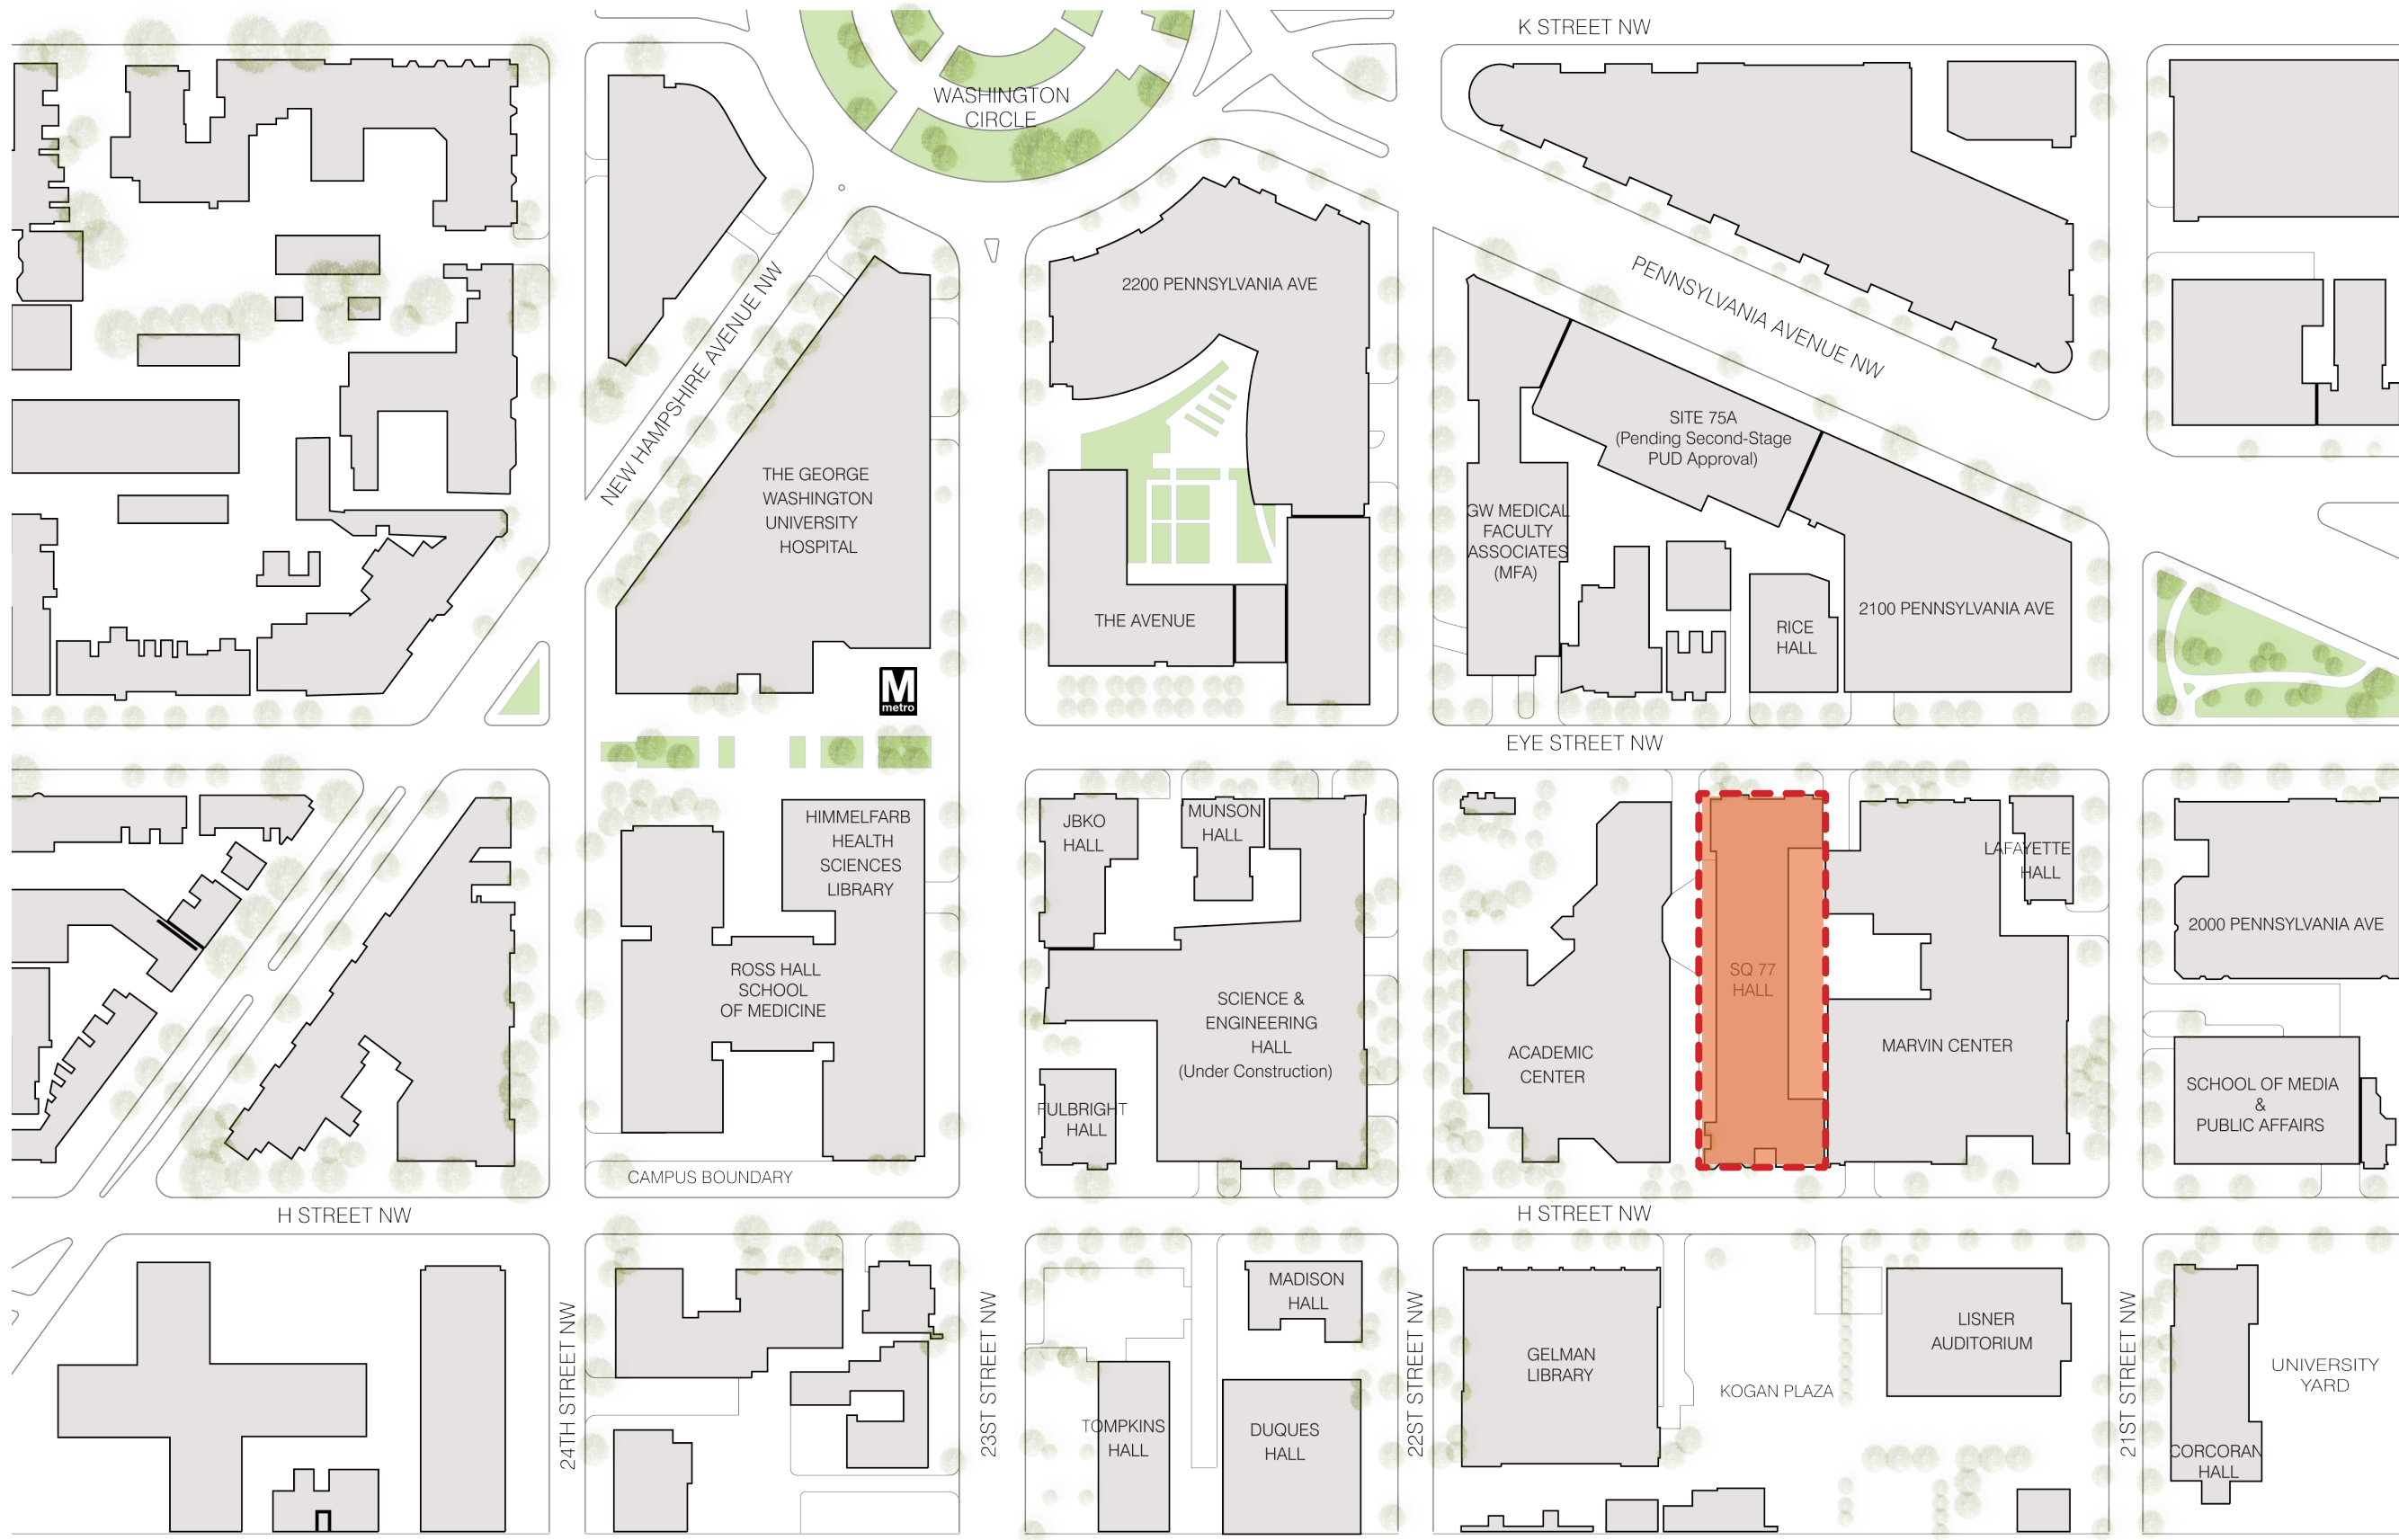 K STREET NW
WASHINGTON
CIRCLE
2200 PENNSYLVANIA AVE
PENNSYLVANIA AVENUE NW
NEW HAMPSHIRE AVENUE NW
SITE 75A
(Pending Second-Stage
PUD Approval)
THE GEORGE
WASHINGTON
UNIVERSITY
HOSPITAL
GW MEDICAL
FACULTY
ASSOCIATES
(MFA)
THE AVENUE
RICE
HALL
2100 PENNSYLVANIA AVE
M
metro
EYE STREET NW
HIMMELFARB
HEALTH
SCIENCES
LIBRARY
JBKO
HALL
MUNSON
HALL
LAFAYETTE
HALL
2000 PENNSYLVANIA AVE
ROSS HALL
SCHOOL
OF MEDICINE
SCIENCE &
ENGINEERING
HALL
(Under Construction)
SQ 77
HALL
ACADEMIC
CENTER
MARVIN CENTER
FULBRIGHT
HALL
SCHOOL OF MEDIA
&
PUBLIC AFFAIRS
CAMPUS BOUNDARY
H STREET NW
H STREET NW
MADISON
HALL
LISNER
AUDITORIUM
GELMAN
LIBRARY
KOGAN PLAZA
UNIVERSITY
YARD
24TH STREET NW
23ST STREET NW
22ST STREET NW
21ST STREET NW
TOMPKINS
HALL
DUQUES
HALL
CORCORAN
HALL